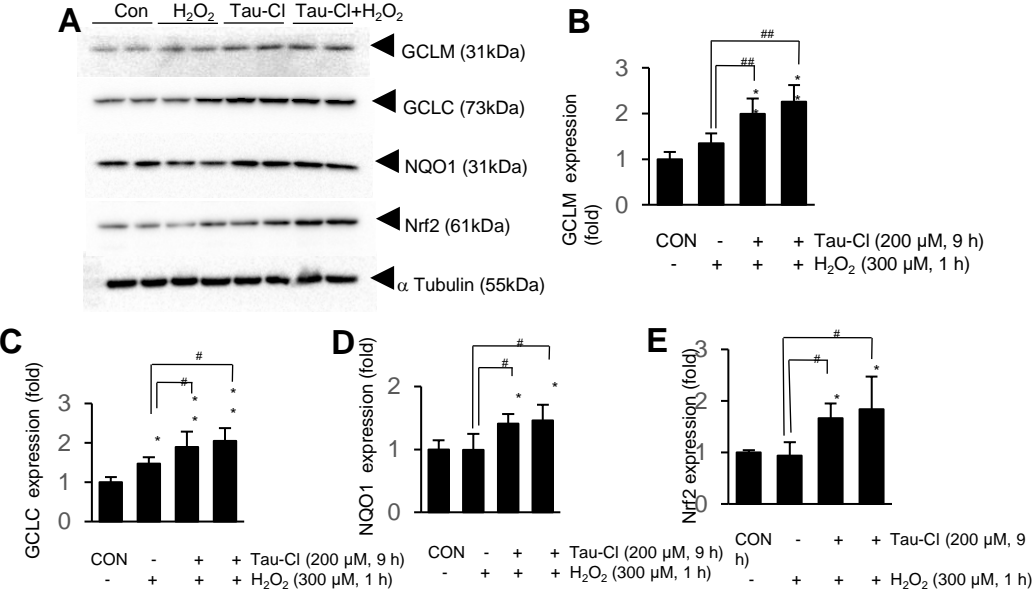 A
Con H₂O₂ Tau-Cl Tau-Cl+H₂O₂
GCLM (31kDa)
GCLC (73kDa)
NQO1 (31kDa)
Nrf2 (61kDa)
α Tubulin (55kDa)
B
GCLM expression
(fold)
3
2
1
0
##
##
* *
* *
CON - + + Tau-Cl (200 μM, 9 h)
- + + + H₂O₂ (300 μM, 1 h)
C
GCLC expression (fold)
3
2
1
0
#
#
*
* *
* *
CON - + + Tau-Cl (200 μM, 9 h)
- + + + H₂O₂ (300 μM, 1 h)
D
NQO1 expression (fold)
2
1
0
#
#
*
*
CON - + + Tau-Cl (200 μM, 9 h)
- + + + H₂O₂ (300 μM, 1 h)
E
Nrf2 expression (fold)
3
2
1
0
#
#
*
*
CON - + + Tau-Cl (200 μM, 9
h)
- + + + H₂O₂ (300 μM, 1 h)